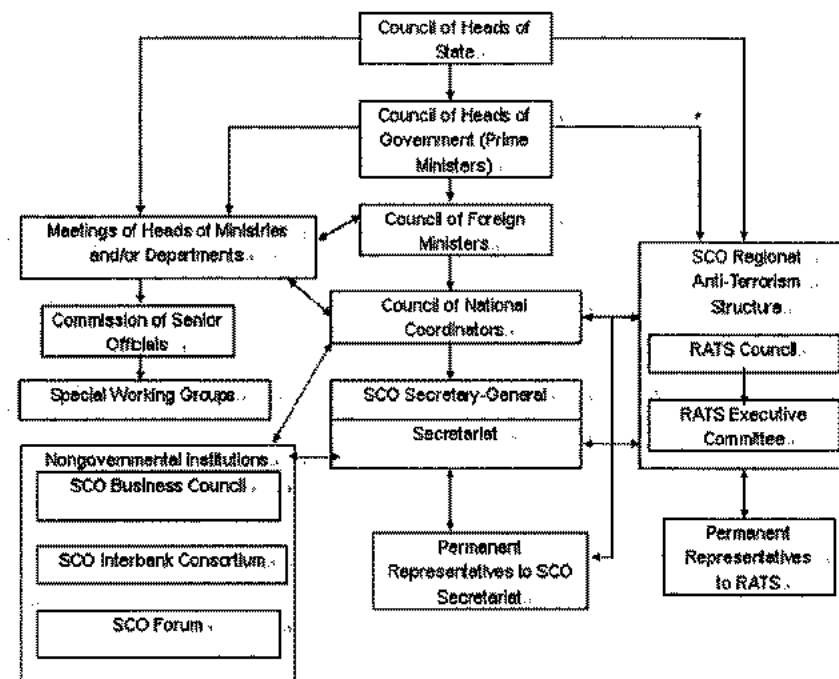 Council of Heads of
State
Council of Heads of
Government (Prime
Ministers)
Meetings of Heads of Ministries
and/or Departments
Council of Foreign
Ministers
SCO Regional
Anti-Terrorism
Structure
Commission of Senior
Officials
Council of National
Coordinators
RATS Council
Special Working Groups
SCO Secretary-General
Secretariat
RATS Executive
Committee
Nongovernmental institutions
SCO Business Council
SCO Interbank Consortium
SCO Forum
Permanent
Representatives to SCO
Secretariat
Permanent
Representatives
to RATS